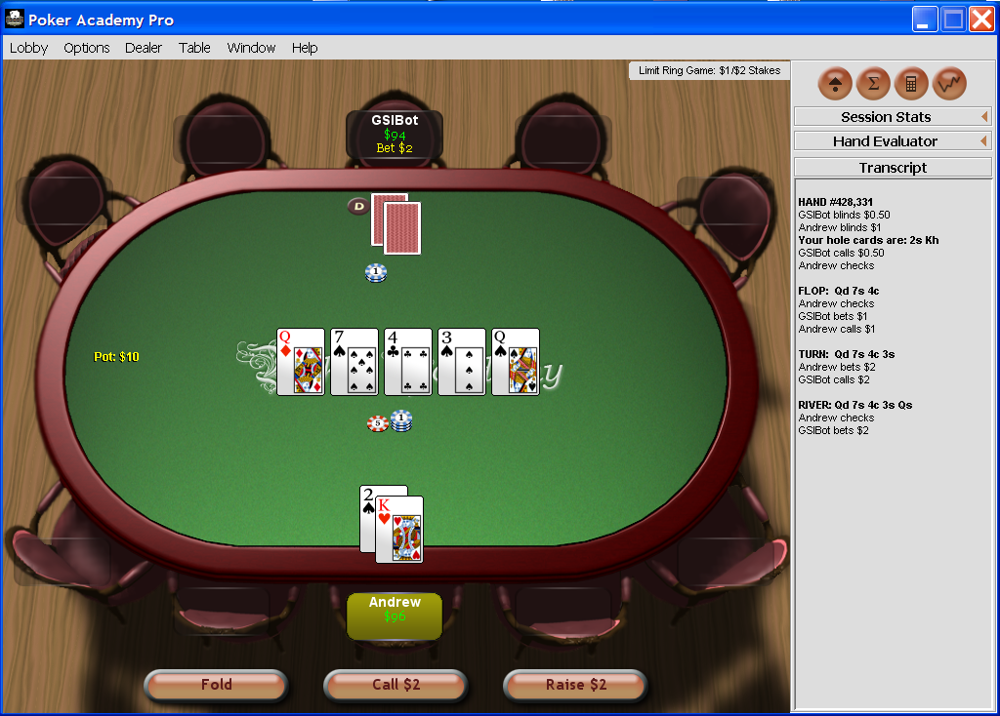 Poker Academy Pro
Lobby Options Dealer Table Window Help
Limit Ring Game: $1/$2 Stakes
GSIBot
$94
Bet $2
D
1
Pot: $10
Q 7 4 3 Q
5 1
2 K
Andrew
$96
Fold Call $2 Raise $2
Σ
Session Stats
Hand Evaluator
Transcript
HAND #428,331
GSIBot blinds $0.50
Andrew blinds $1
Your hole cards are: 2s Kh
GSIBot calls $0.50
Andrew checks
FLOP: Qd 7s 4c
Andrew checks
GSIBot bets $1
Andrew calls $1
TURN: Qd 7s 4c 3s
Andrew bets $2
GSIBot calls $2
RIVER: Qd 7s 4c 3s Qs
Andrew checks
GSIBot bets $2